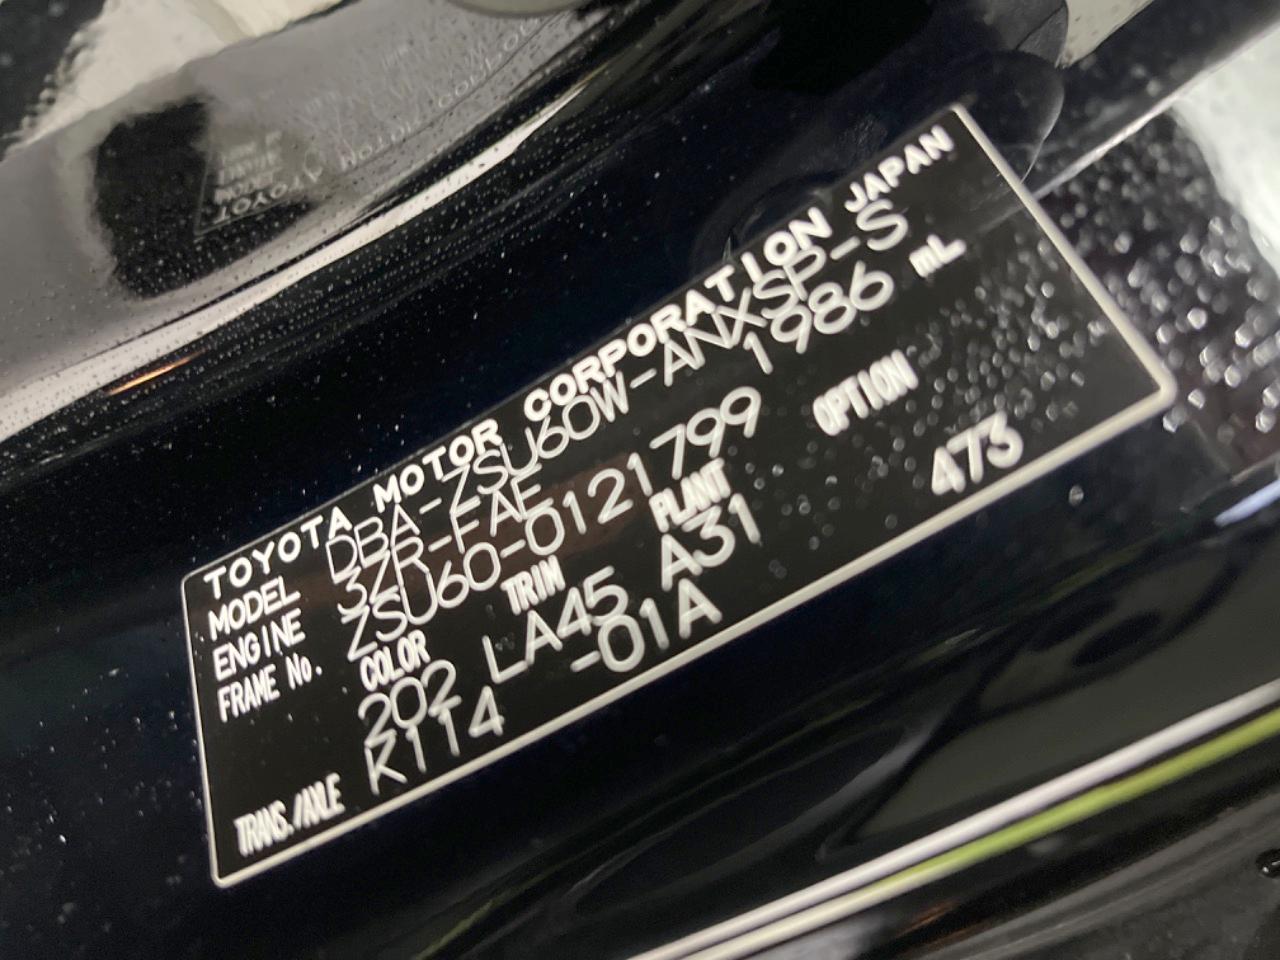 TOYOTA MOTOR CORPORATION JAPAN
MODEL DBA-ZSU60W-ANXSP-S
ENGINE 3ZR-FAE 1986 mL
FRAME No. ZSU60-0121799
COLOR TRIM PLANT OPTION
202 LA45 A31 473
TRANS./AXLE K114 -01A